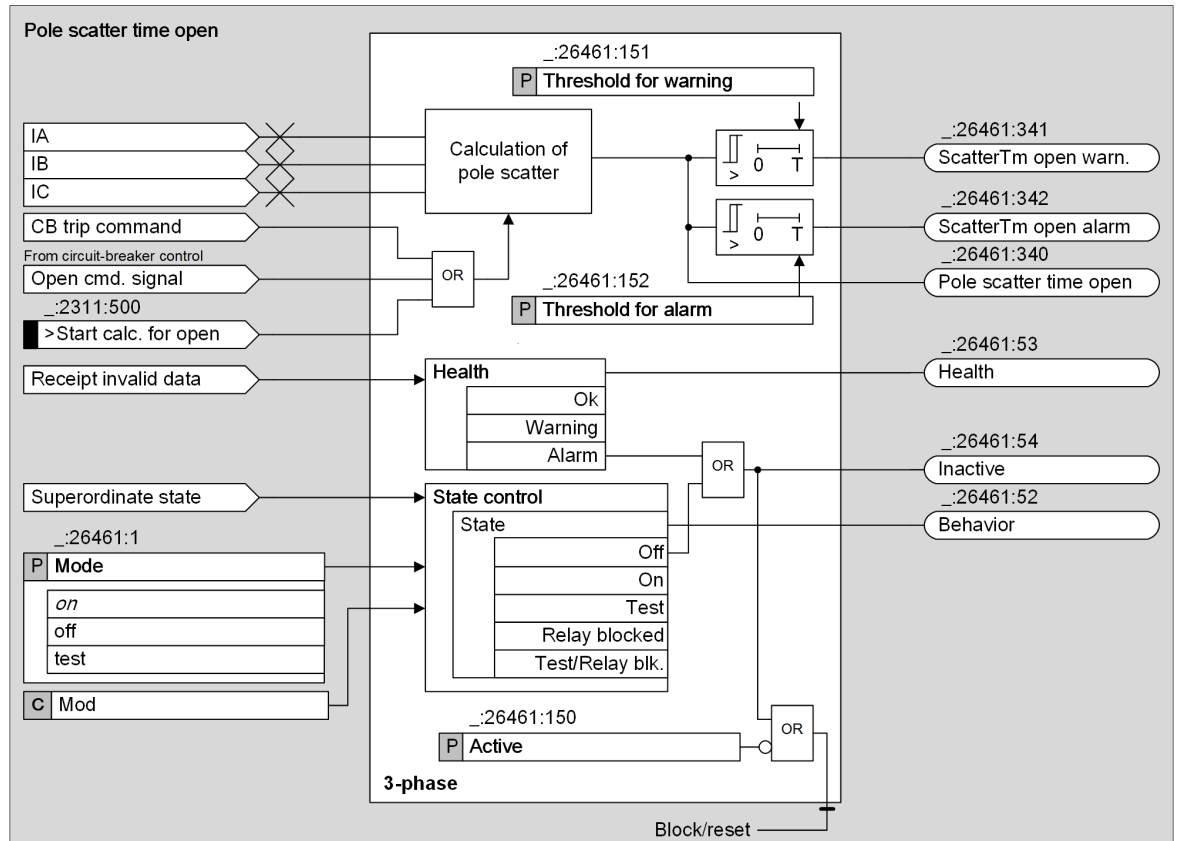 Pole scatter time open
_:26461:151
P Threshold for warning
IA
IB
IC
Calculation of
pole scatter
> 0 T
_:26461:341
ScatterTm open warn.
CB trip command
From circuit-breaker control
Open cmd. signal
_:2311:500
>Start calc. for open
OR
> 0 T
_:26461:342
ScatterTm open alarm
_:26461:340
Pole scatter time open
_:26461:152
P Threshold for alarm
Receipt invalid data
Health
Ok
Warning
Alarm
_:26461:53
Health
OR
_:26461:54
Inactive
Superordinate state
State control
State
Off
On
Test
Relay blocked
Test/Relay blk.
_:26461:52
Behavior
_:26461:1
P Mode
on
off
test
C Mod
_:26461:150
P Active
OR
3-phase
Block/reset